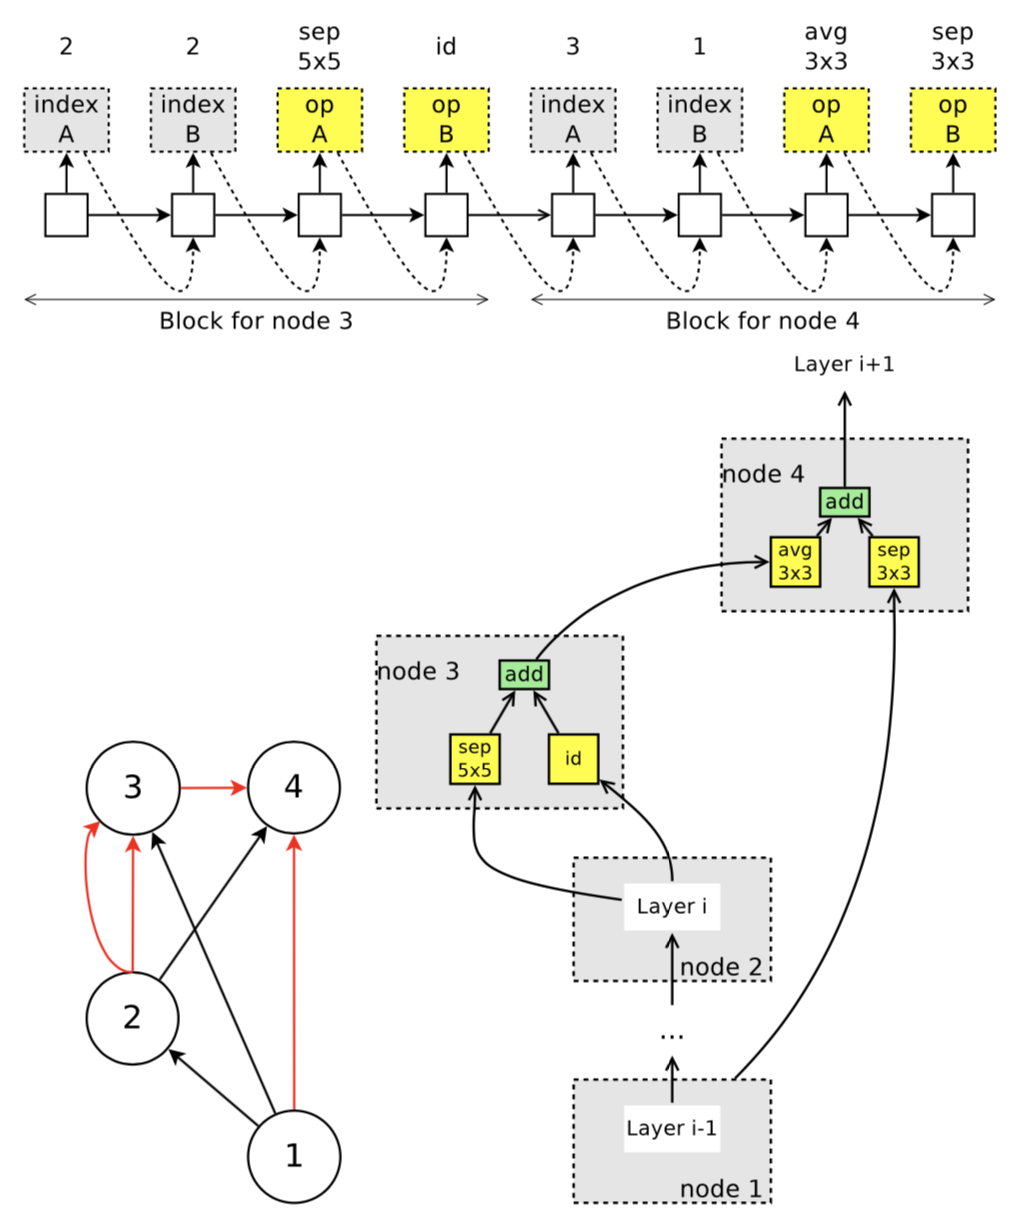 2 2 sep 5x5 id 3 1 avg 3x3 sep 3x3
index A index B op A op B index A index B op A op B
Block for node 3 Block for node 4
Layer i+1
node 4
add
avg 3x3
sep 3x3
node 3
add
sep 5x5
id
3 4
Layer i
node 2
2
...
Layer i-1
1
node 1